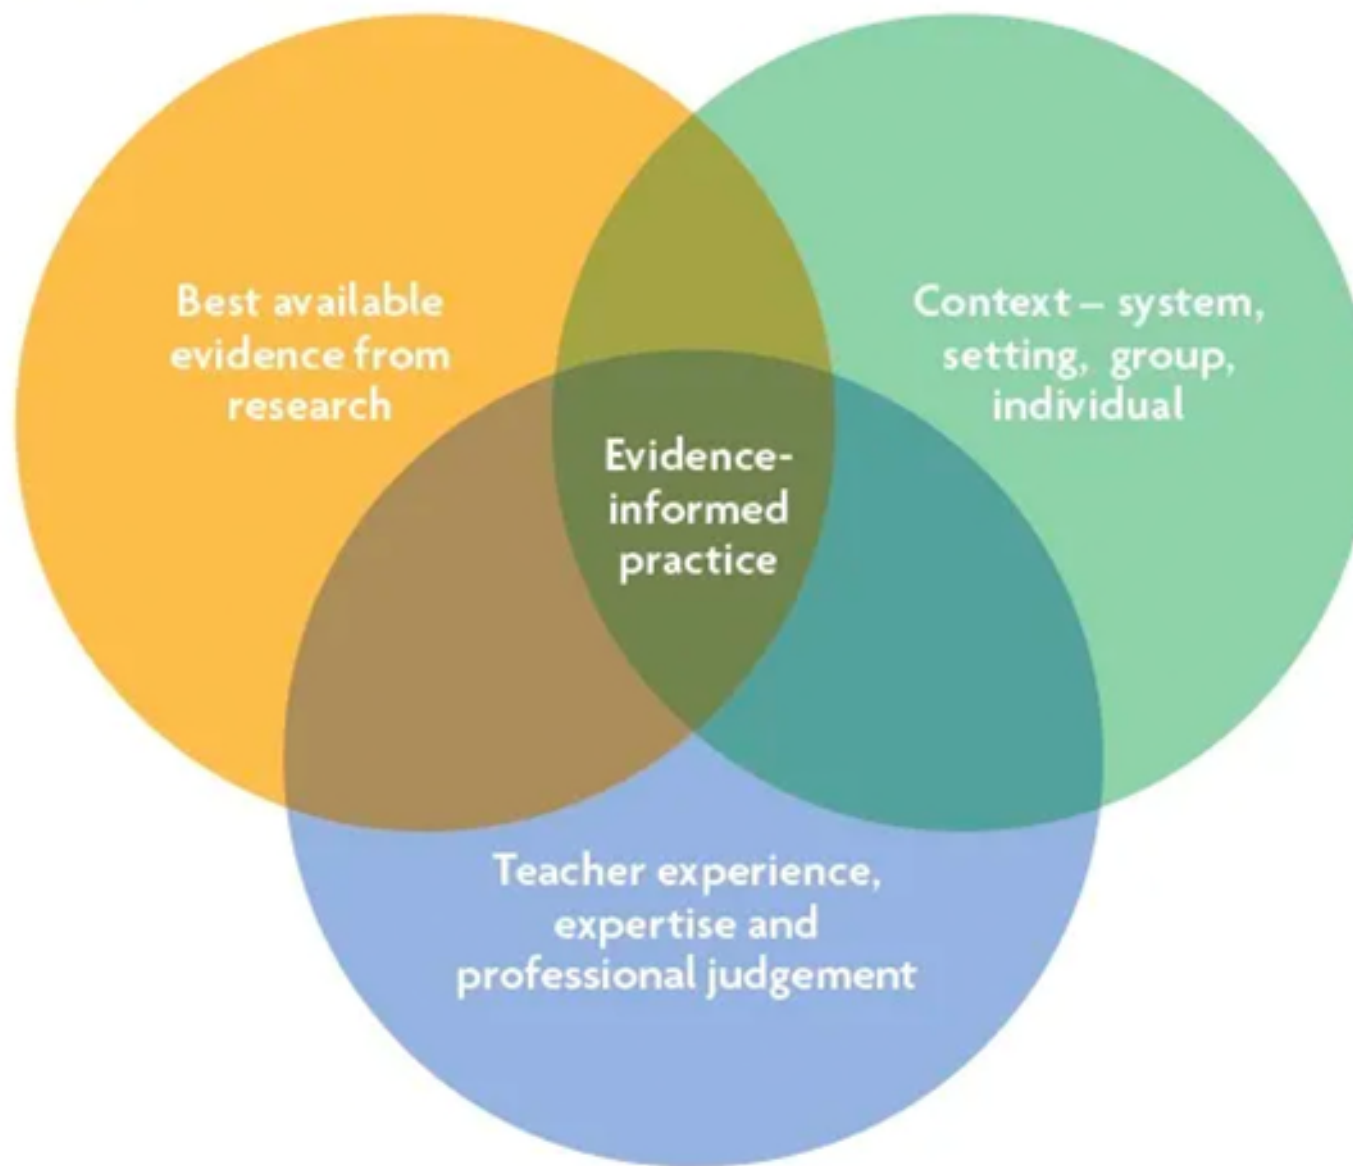 Best available
evidence from
research
Context – system,
setting, group,
individual
Evidence-
informed
practice
Teacher experience,
expertise and
professional judgement